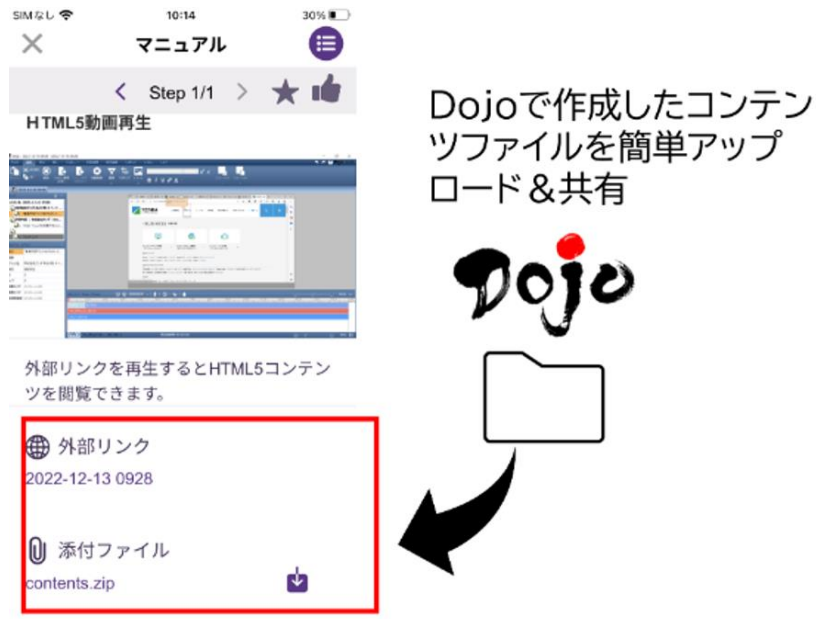 SIMなし
10:14
30%
マニュアル
Step 1/1
HTML5動画再生
外部リンクを再生するとHTML5コンテン
ツを閲覧できます。
外部リンク
2022-12-13 0928
添付ファイル
contents.zip
Dojoで作成したコンテン
ツファイルを簡単アップ
ロード＆共有
Dojo